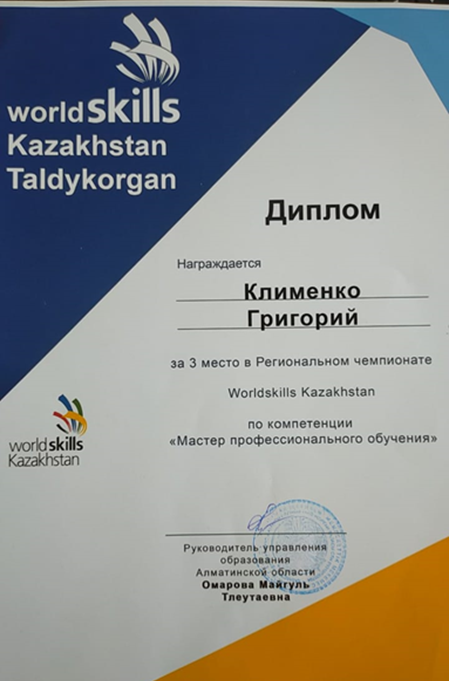 worldskills
Kazakhstan
Taldykorgan
Диплом
Награждается
Клименко
Григорий
за 3 место в Региональном чемпионате
Worldskills Kazakhstan
по компетенции
«Мастер профессионального обучения»
worldskills
Kazakhstan
Руководитель управления
образования
Алматинской области
Омарова Майгуль
Тлеутаевна